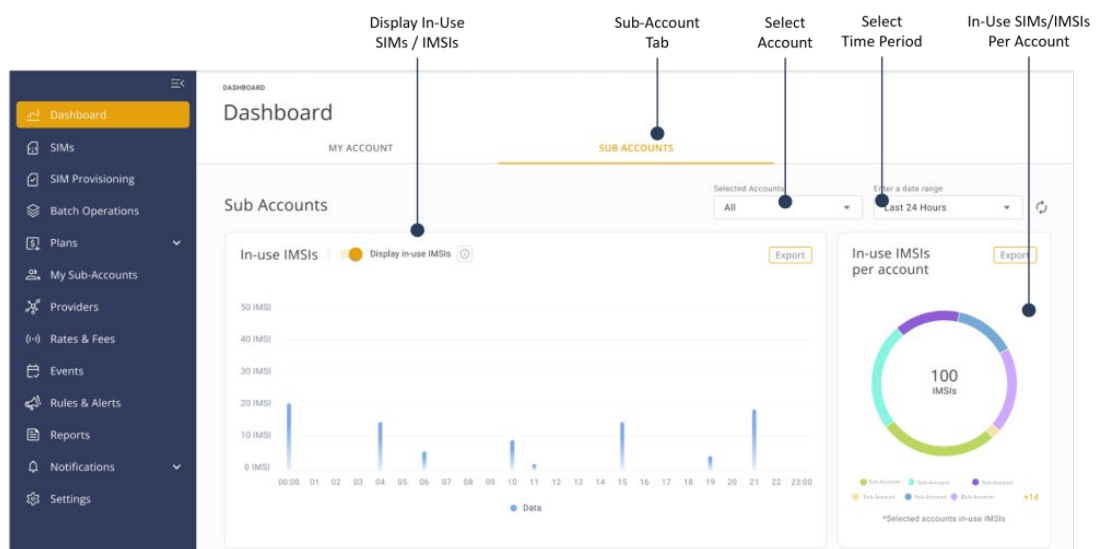 Display In-Use
SIMs / IMSIs
Sub-Account
Tab
Select
Account
Select
Time Period
In-Use SIMs/IMSIs
Per Account
Dashboard
SIMs
SIM Provisioning
Batch Operations
Plans
My Sub-Accounts
Providers
Rates & Fees
Events
Rules & Alerts
Reports
Notifications
Settings
DASHBOARD
Dashboard
MY ACCOUNT
SUB ACCOUNTS
Sub Accounts
Selected Accounts
All
Enter a date range
Last 24 Hours
In-use IMSIs
Display in-use IMSIs
Export
50 IMSI
40 IMSI
30 IMSI
20 IMSI
10 IMSI
0 IMSI
00:00 01 02 03 04 05 06 07 08 09 10 11 12 13 14 15 16 17 18 19 20 21 22 23:00
Data
In-use IMSIs
per account
Export
100
IMSIs
Sub-Account Sub-Account Sub-Account
Sub-Account Sub-Account Sub-Account +14
*Selected accounts in-use IMSIs